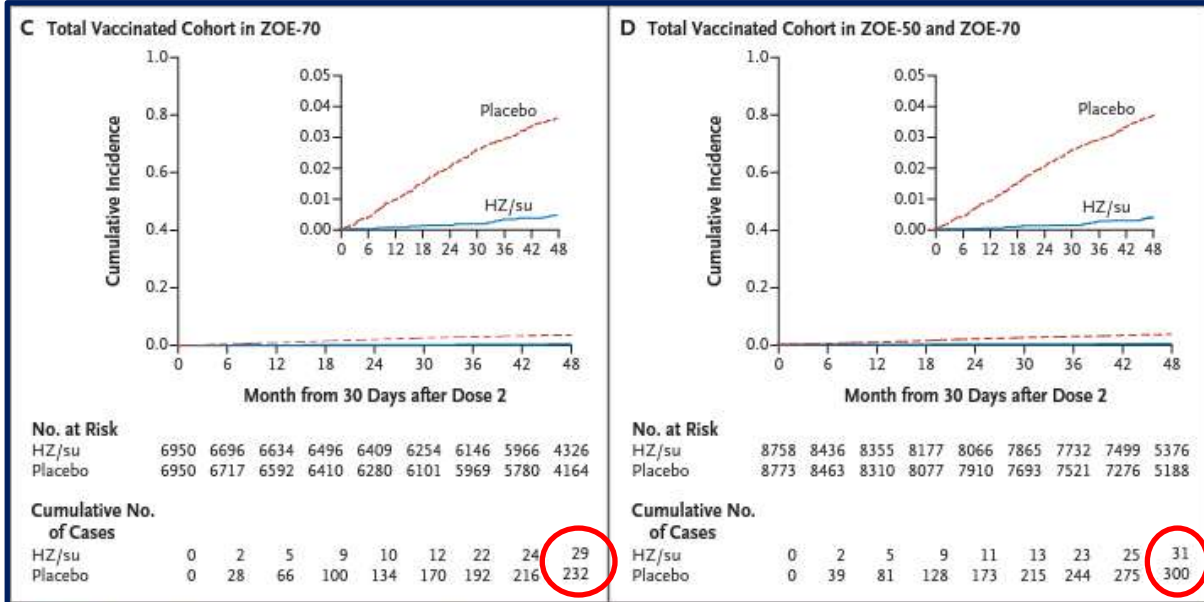 C Total Vaccinated Cohort in ZOE-70
1.0
0.8
0.6
0.4
0.2
0.0
Cumulative Incidence
0.05
0.04
0.03
0.02
0.01
0.00
Placebo
HZ/su
0 6 12 18 24 30 36 42 48
0 6 12 18 24 30 36 42 48
Month from 30 Days after Dose 2
No. at Risk
HZ/su 6950 6696 6634 6496 6409 6254 6146 5966 4326
Placebo 6950 6717 6592 6410 6280 6101 5969 5780 4164
Cumulative No.
of Cases
HZ/su 0 2 5 9 10 12 22 24 29
Placebo 0 28 66 100 134 170 192 216 232
D Total Vaccinated Cohort in ZOE-50 and ZOE-70
1.0
0.8
0.6
0.4
0.2
0.0
Cumulative Incidence
0.05
0.04
0.03
0.02
0.01
0.00
Placebo
HZ/su
0 6 12 18 24 30 36 42 48
0 6 12 18 24 30 36 42 48
Month from 30 Days after Dose 2
No. at Risk
HZ/su 8758 8436 8355 8177 8066 7865 7732 7499 5376
Placebo 8773 8463 8310 8077 7910 7693 7521 7276 5188
Cumulative No.
of Cases
HZ/su 0 2 5 9 11 13 23 25 31
Placebo 0 39 81 128 173 215 244 275 300